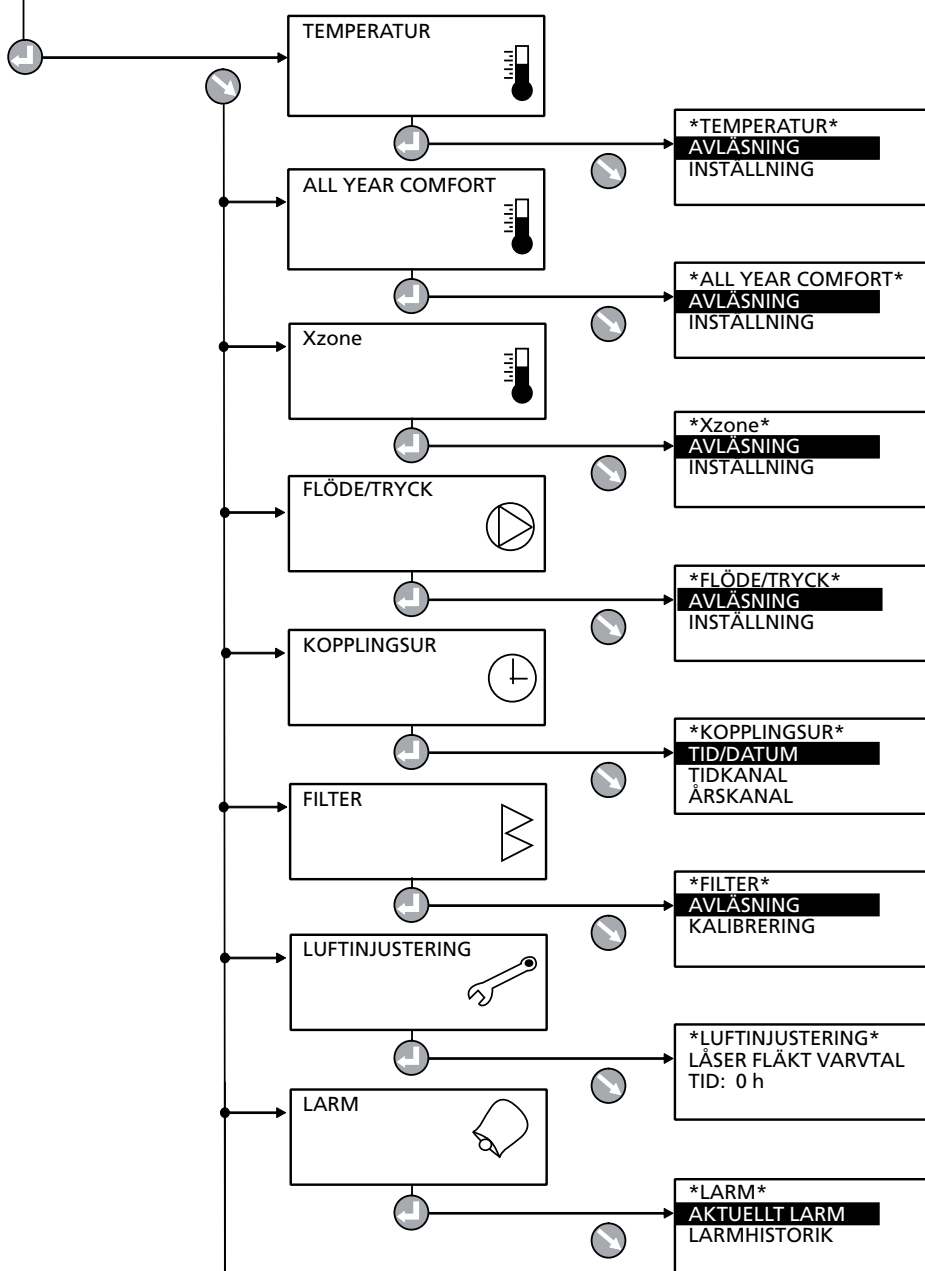 TEMPERATUR
*TEMPERATUR*
AVLÄSNING
INSTÄLLNING
ALL YEAR COMFORT
*ALL YEAR COMFORT*
AVLÄSNING
INSTÄLLNING
Xzone
*Xzone*
AVLÄSNING
INSTÄLLNING
FLÖDE/TRYCK
*FLÖDE/TRYCK*
AVLÄSNING
INSTÄLLNING
KOPPLINGSUR
*KOPPLINGSUR*
TID/DATUM
TIDKANAL
ÅRSKANAL
FILTER
*FILTER*
AVLÄSNING
KALIBRERING
LUFTINJUSTERING
*LUFTINJUSTERING*
LÅSER FLÄKT VARVTAL
TID: 0 h
LARM
*LARM*
AKTUELLT LARM
LARMHISTORIK